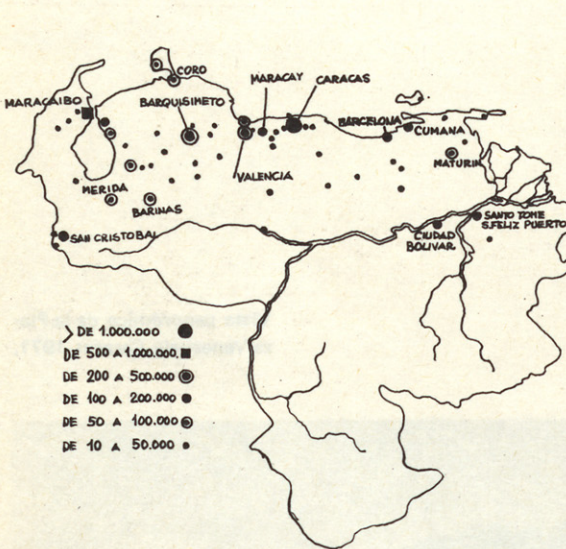 CORO
MARACAY
CARACAS
MARACAIBO
BARQUISIMETO
BARCELONA
CUMANA
MATURIN
VALENCIA
MERIDA
BARINAS
SAN CRISTOBAL
CIUDAD
BOLIVAR
SANTO TOME
S.FELIZ PUERTO
> DE 1.000.000
DE 500 A 1.000.000.
DE 200 A 500.000
DE 100 A 200.000
DE 50 A 100.000
DE 10 A 50.000